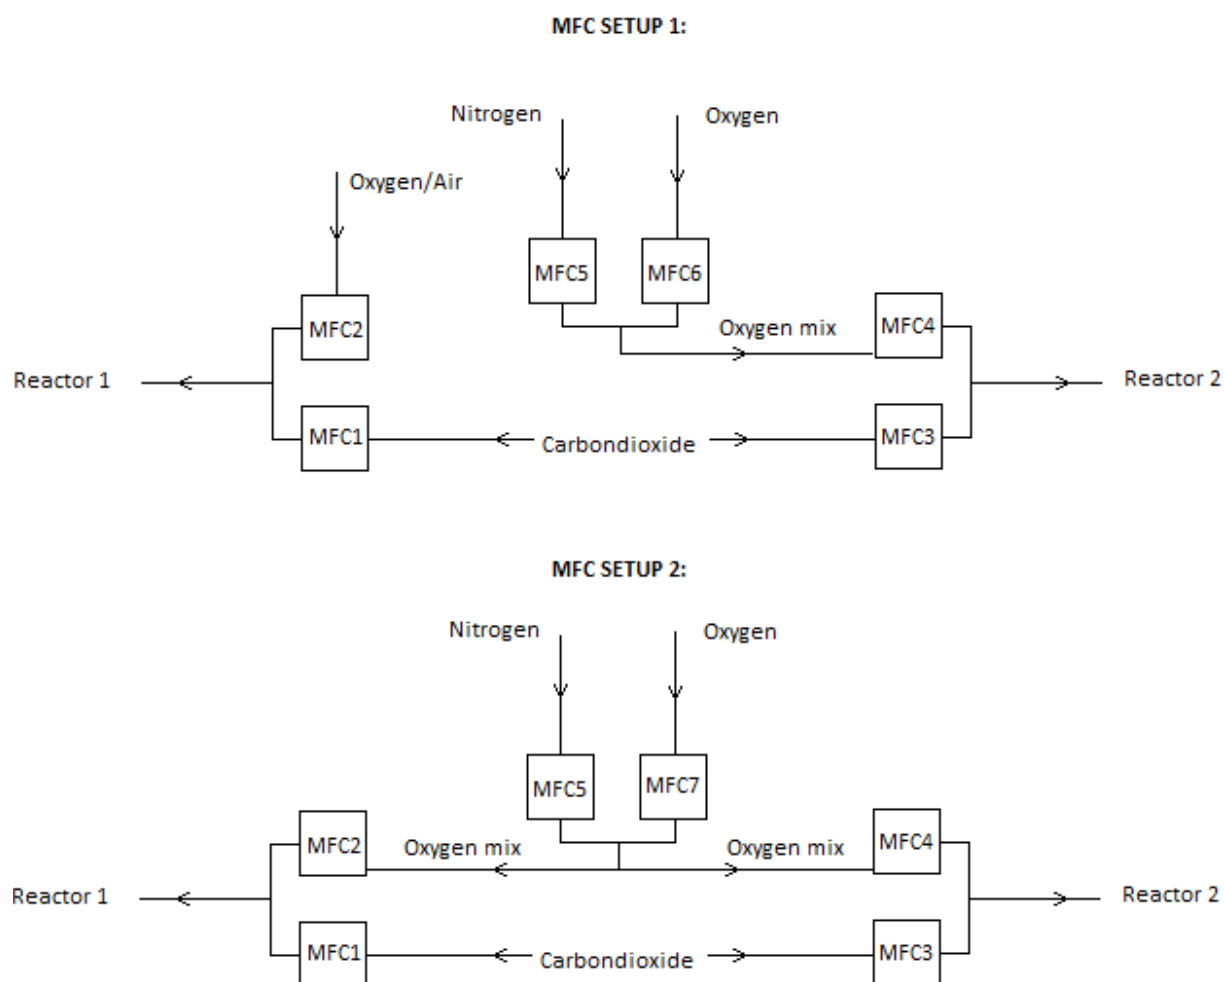 MFC SETUP 1:
Nitrogen
Oxygen
Oxygen/Air
MFC5
MFC6
MFC2
Oxygen mix
MFC4
Reactor 1
Reactor 2
MFC1
Carbondioxide
MFC3
MFC SETUP 2:
Nitrogen
Oxygen
MFC5
MFC7
MFC2
Oxygen mix
Oxygen mix
MFC4
Reactor 1
Reactor 2
MFC1
Carbondioxide
MFC3